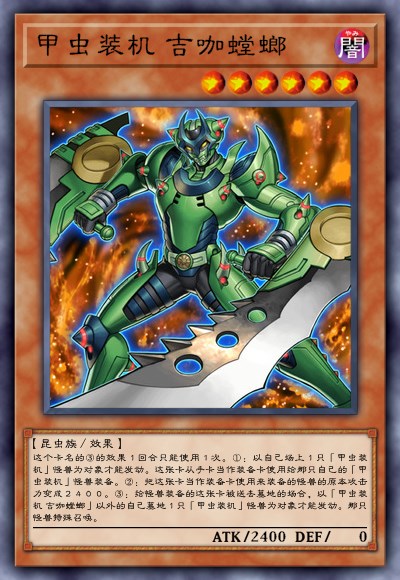 甲虫装机 吉咖螳螂
やみ
闇
【昆虫族／效果】
这个卡名的③的效果１回合只能使用１次。①：以自己场上１只「甲虫装
机」怪兽为对象才能发动。这张卡从手卡当作装备卡使用给那只自己的「甲
虫装机」怪兽装备。②：把这张卡当作装备卡使用来装备的怪兽的原本攻击
力变成２４００。③：给怪兽装备的这张卡被送去墓地的场合，以「甲虫装
机 吉咖螳螂」以外的自己墓地１只「甲虫装机」怪兽为对象才能发动。那只
怪兽特殊召唤。
ATK/2400 DEF/ 0